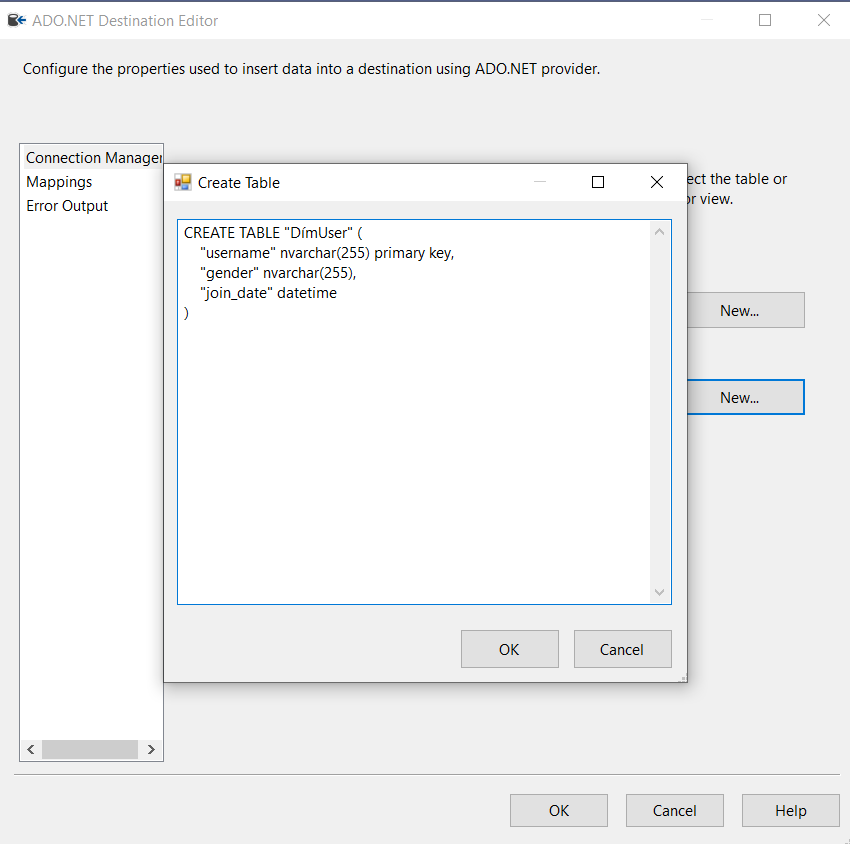 ADO.NET Destination Editor
Configure the properties used to insert data into a destination using ADO.NET provider.
Connection Manager
Mappings
Error Output
ect the table or
or view.
New...
New...
Create Table
CREATE TABLE "DímUser" (
"username" nvarchar(255) primary key,
"gender" nvarchar(255),
"join_date" datetime
)
OK
Cancel
OK
Cancel
Help